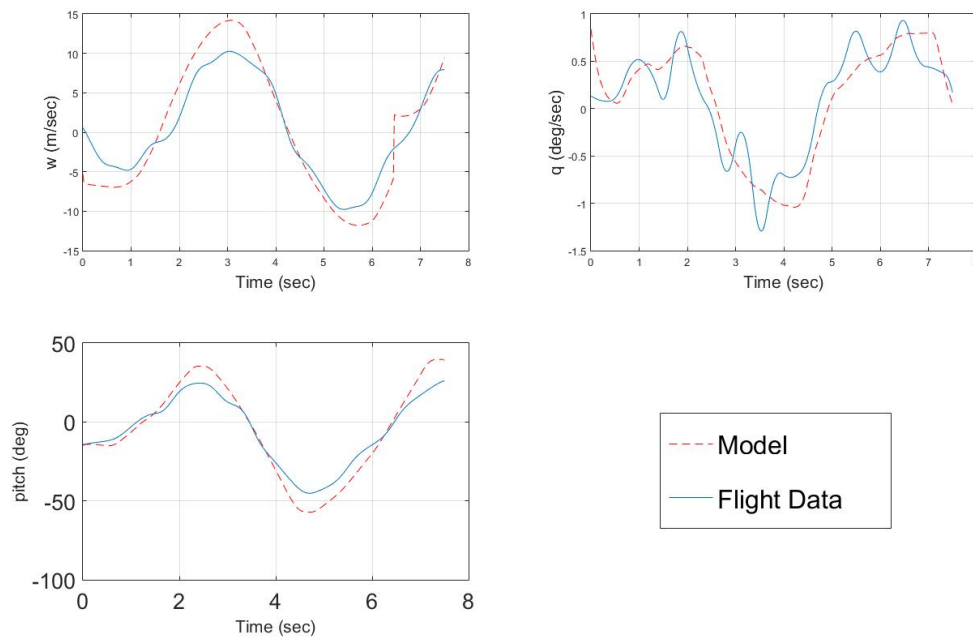 15
10
5
0
-5
-10
-15
w (m/sec)
0 1 2 3 4 5 6 7 8
Time (sec)
1
0.5
0
-0.5
-1
-1.5
q (deg/sec)
0 1 2 3 4 5 6 7
Time (sec)
50
0
-50
-100
pitch (deg)
0 2 4 6 8
Time (sec)
Model
Flight Data